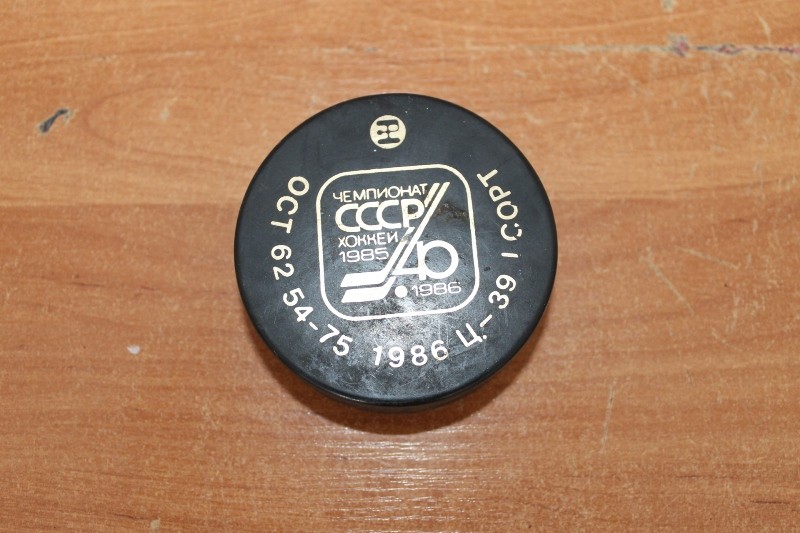 ЧЕМПИОНАТ
СССР
ХОККЕЙ
1985
40
1986
ОСТ 62 54-75 1986 Ц.-39 I СОРТ